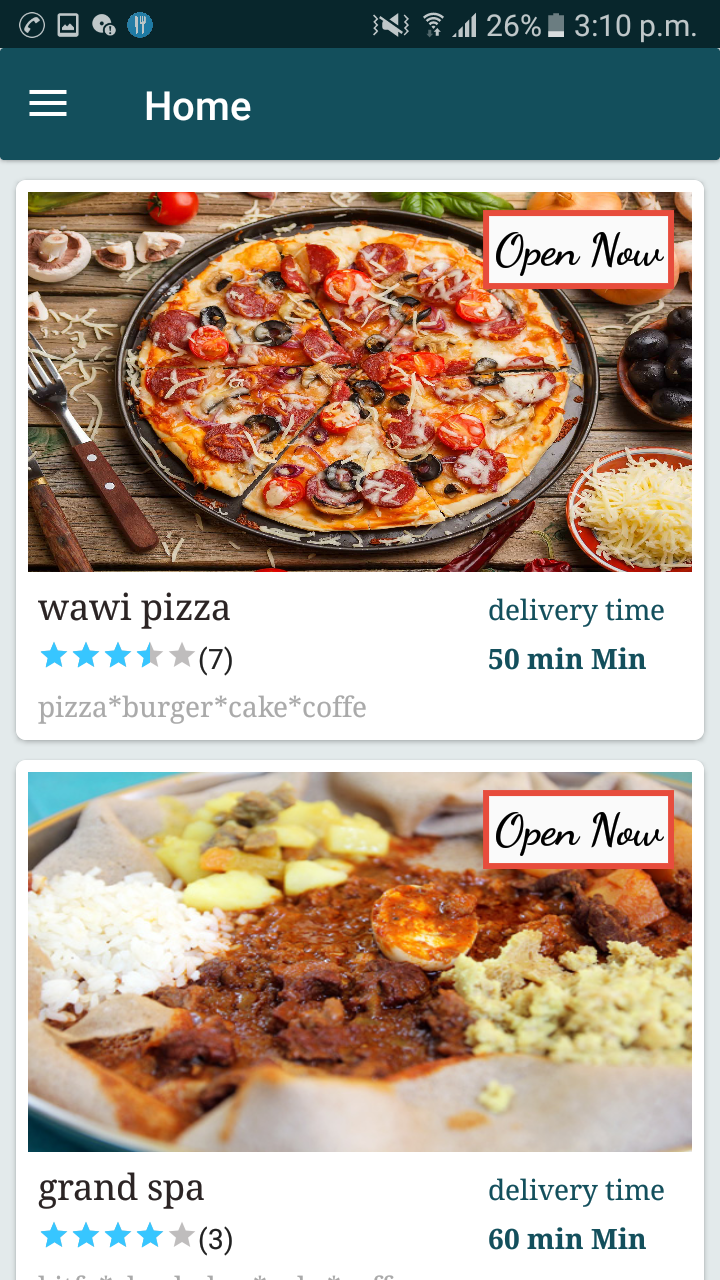 26% 3:10 p.m.
Home
Open Now
wawi pizza
delivery time
(7)
50 min Min
pizza*burger*cake*coffe
Open Now
grand spa
delivery time
(3)
60 min Min